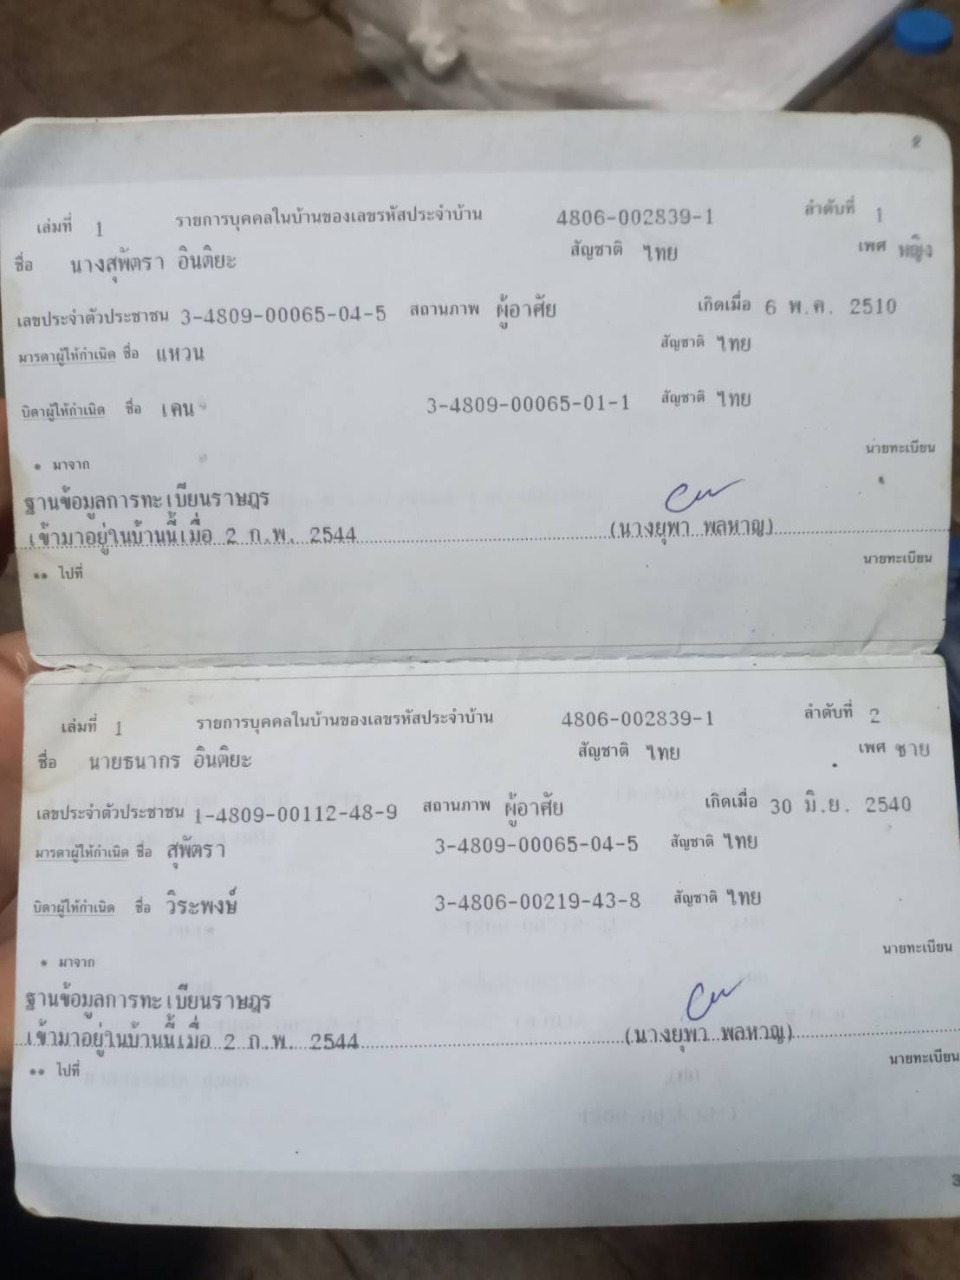 2
เล่มที่ 1 รายการบุคคลในบ้านของเลขรหัสประจำบ้าน 4806-002839-1 ลำดับที่ 1
ชื่อ นางสุพัตรา อินติยะ สัญชาติ ไทย เพศ หญิง
เลขประจำตัวประชาชน 3-4809-00065-04-5 สถานภาพ ผู้อาศัย เกิดเมื่อ 6 พ.ค. 2510
มารดาผู้ให้กำเนิด ชื่อ แหวน สัญชาติ ไทย
บิดาผู้ให้กำเนิด ชื่อ เคน 3-4809-00065-01-1 สัญชาติ ไทย
* มาจาก นายทะเบียน
ฐานข้อมูลการทะเบียนราษฎร
เข้ามาอยู่ในบ้านนี้เมื่อ 2 ก.พ. 2544 (นางยุพา พลหาญ)
** ไปที่ นายทะเบียน
เล่มที่ 1 รายการบุคคลในบ้านของเลขรหัสประจำบ้าน 4806-002839-1 ลำดับที่ 2
ชื่อ นายธนากร อินติยะ สัญชาติ ไทย เพศ ชาย
เลขประจำตัวประชาชน 1-4809-00112-48-9 สถานภาพ ผู้อาศัย เกิดเมื่อ 30 มิ.ย. 2540
มารดาผู้ให้กำเนิด ชื่อ สุพัตรา 3-4809-00065-04-5 สัญชาติ ไทย
บิดาผู้ให้กำเนิด ชื่อ วิระพงษ์ 3-4806-00219-43-8 สัญชาติ ไทย
* มาจาก นายทะเบียน
ฐานข้อมูลการทะเบียนราษฎร
เข้ามาอยู่ในบ้านนี้เมื่อ 2 ก.พ. 2544 (นางยุพา พลหาญ)
** ไปที่ นายทะเบียน
3